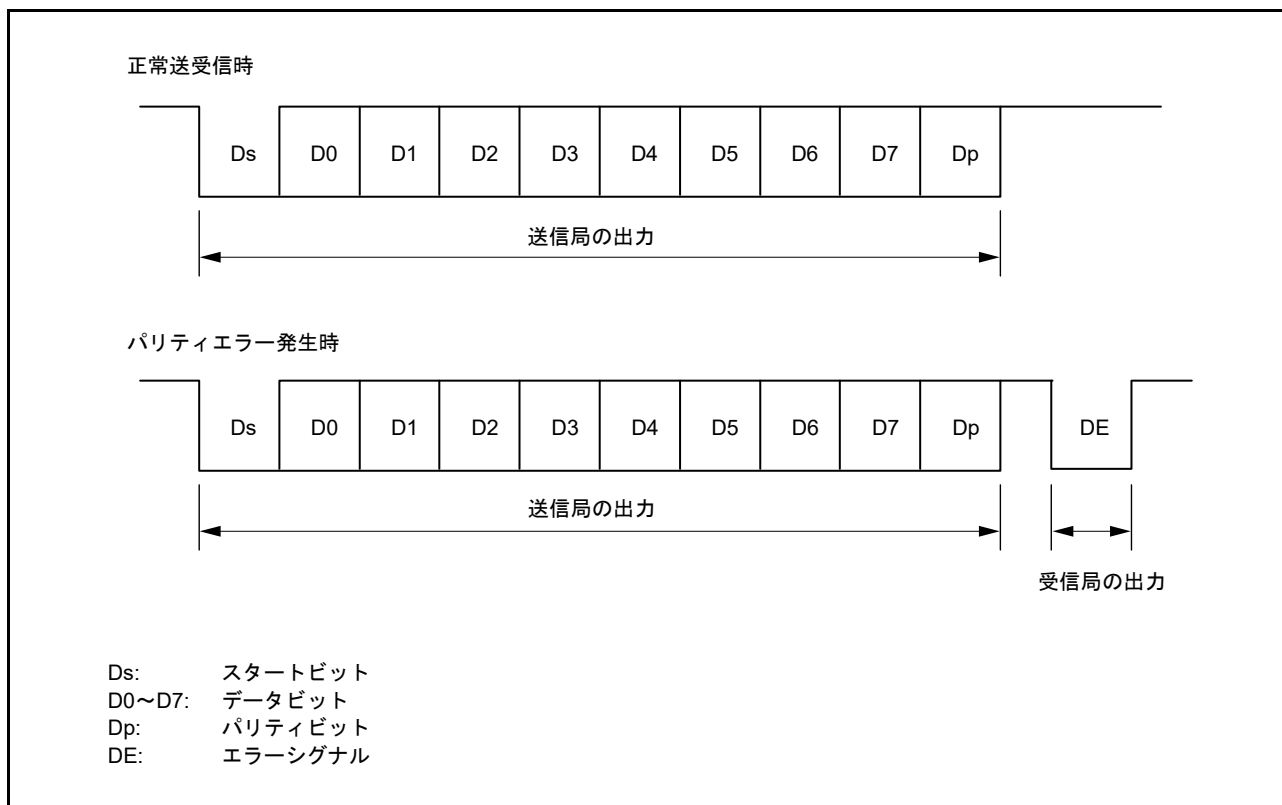 正常送受信時
Ds D0 D1 D2 D3 D4 D5 D6 D7 Dp
送信局の出力
パリティエラー発生時
Ds D0 D1 D2 D3 D4 D5 D6 D7 Dp DE
送信局の出力
受信局の出力
Ds: スタートビット
D0～D7: データビット
Dp: パリティビット
DE: エラーシグナル